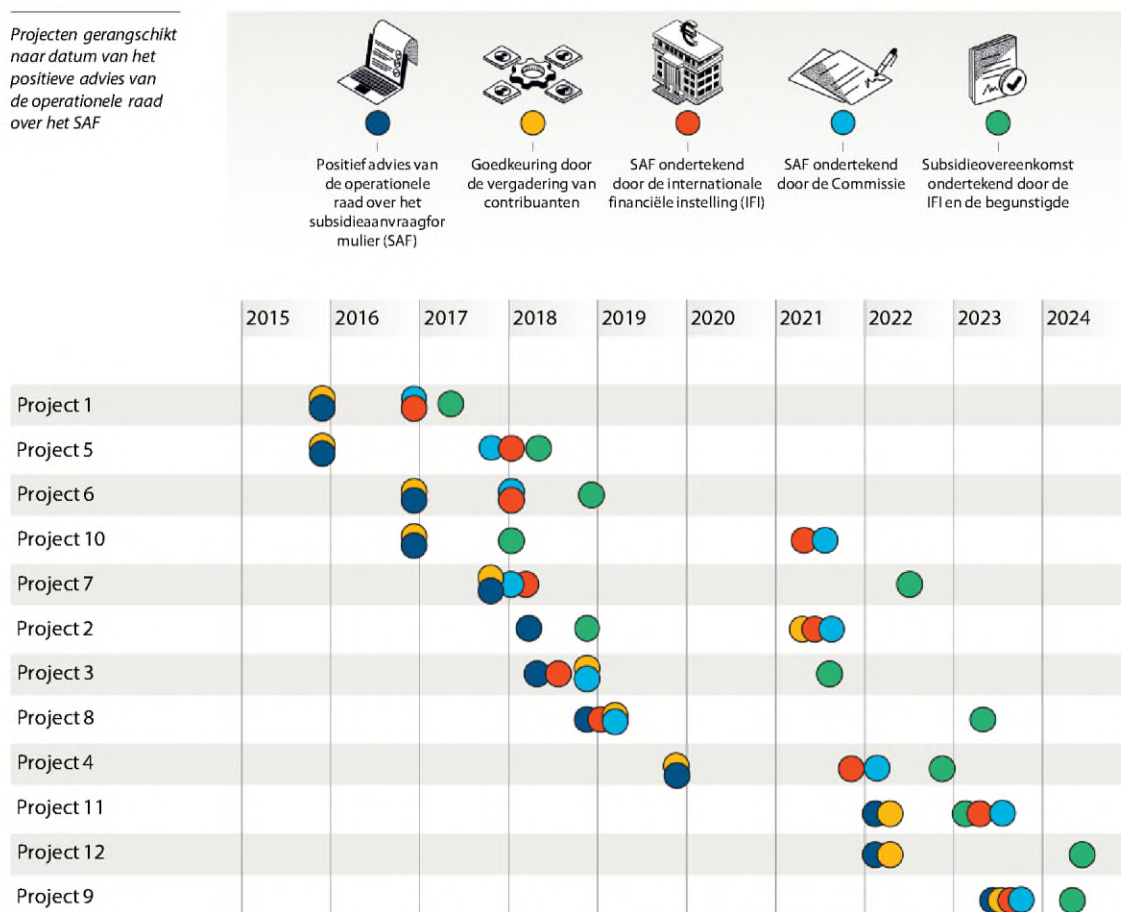 Projecten gerangschikt
naar datum van het
positieve advies van
de operationele raad
over het SAF
Positief advies van
de operationele
raad over het
subsidieaanvraagfor
mulier (SAF)
Goedkeuring door
de vergadering van
contribuanten
SAF ondertekend
door de internationale
financiële instelling (IFI)
SAF ondertekend
door de Commissie
Subsidieovereenkomst
ondertekend door de
IFI en de begunstigde
2015 2016 2017 2018 2019 2020 2021 2022 2023 2024
Project 1
Project 5
Project 6
Project 10
Project 7
Project 2
Project 3
Project 8
Project 4
Project 11
Project 12
Project 9